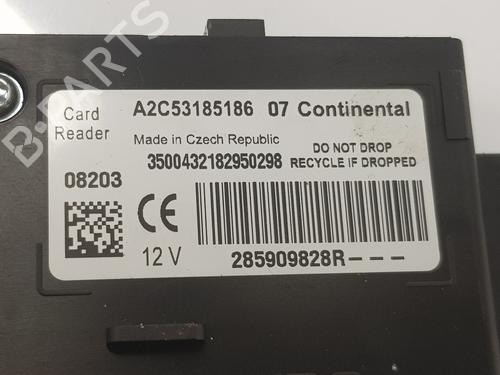 Card Reader
A2C53185186 07 Continental
Made in Czech Republic
3500432182950298
DO NOT DROP
RECYCLE IF DROPPED
08203
CE
12 V
285909828R---
B-PARTS